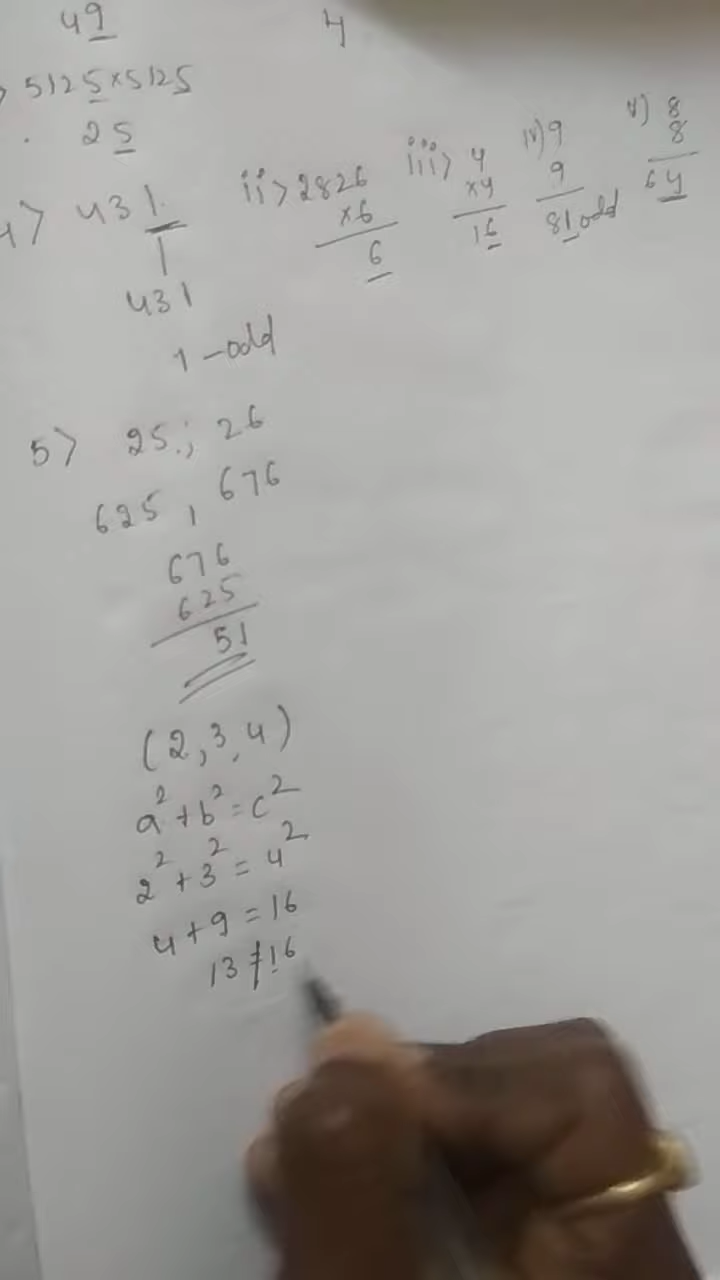 49 4
> 5125×5125
25
4> 431 ii> 2826 iii> 4 iv) 9 v) 8
×6 ×4 9 8
1 6 16 81 odd 64
431
1 - odd
5> 25 ; 26
625 , 676
676
625
51
(2, 3, 4)
a² + b² = c²
2² + 3² = 4²
4 + 9 = 16
13 ≠ 16